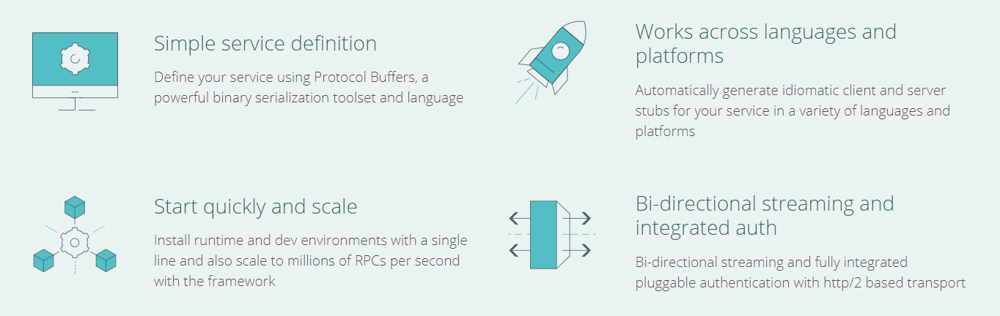 Simple service definition
Define your service using Protocol Buffers, a
powerful binary serialization toolset and language
Works across languages and
platforms
Automatically generate idiomatic client and server
stubs for your service in a variety of languages and
platforms
Start quickly and scale
Install runtime and dev environments with a single
line and also scale to millions of RPCs per second
with the framework
Bi-directional streaming and
integrated auth
Bi-directional streaming and fully integrated
pluggable authentication with http/2 based transport